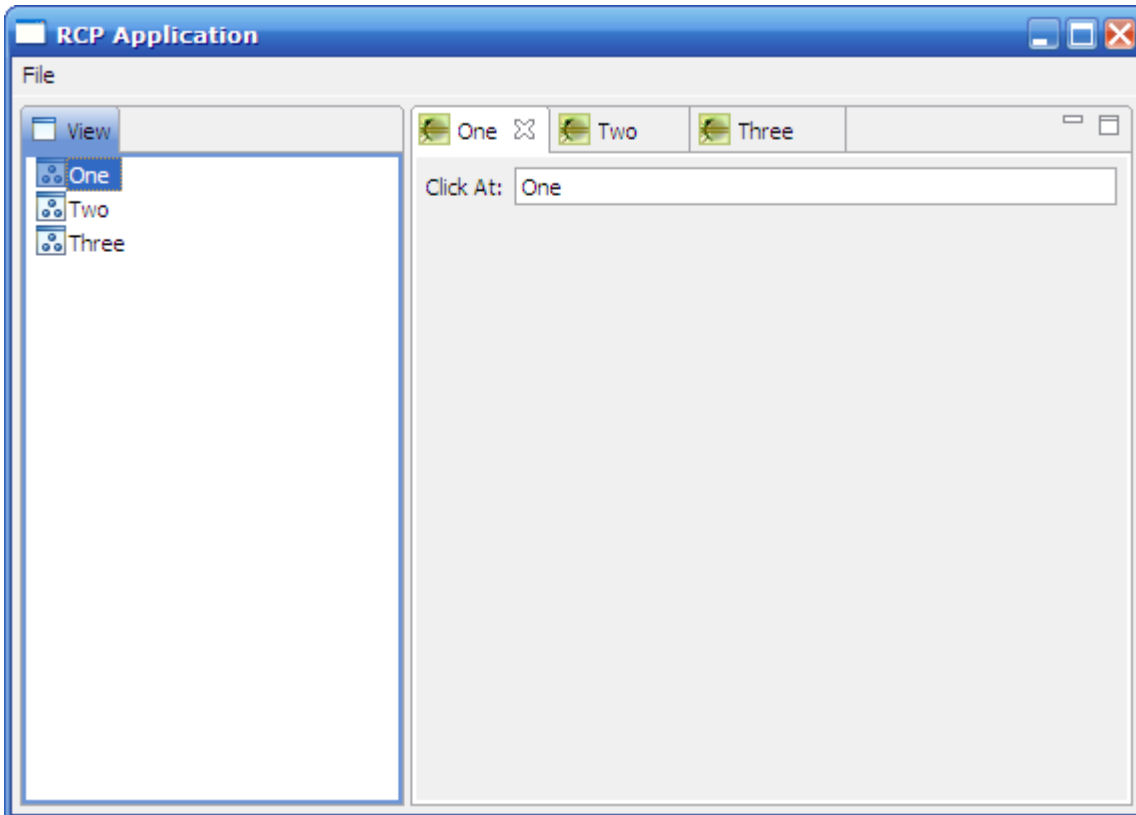 RCP Application
File
View
One
Two
Three
One Two Three
Click At: One